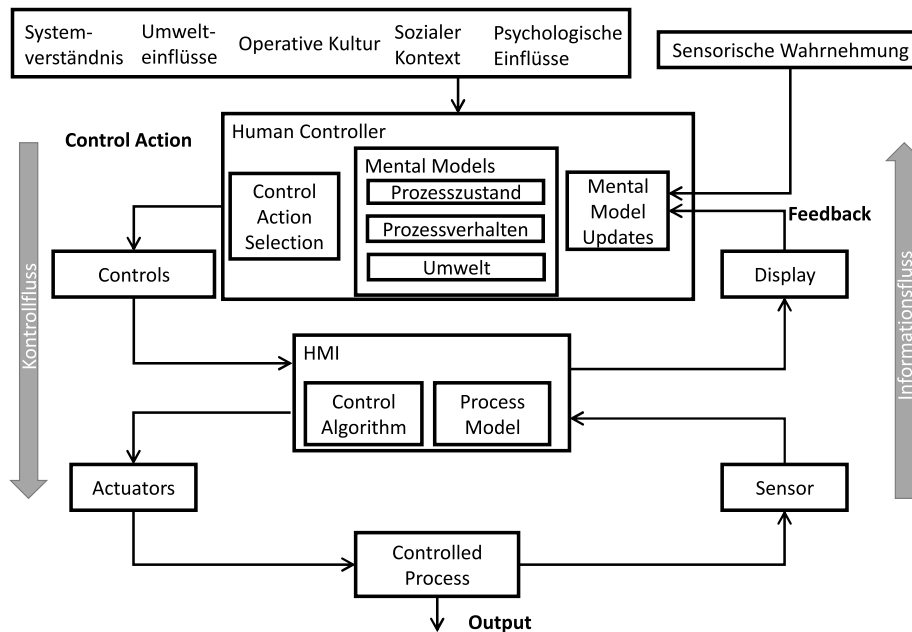 System-
verständnis
Umwelt-
einflüsse
Operative Kultur
Sozialer
Kontext
Psychologische
Einflüsse
Sensorische Wahrnehmung
Control Action
Human Controller
Control
Action
Selection
Mental Models
Prozesszustand
Prozessverhalten
Umwelt
Mental
Model
Updates
Feedback
Controls
Display
Kontrollfluss
Informationsfluss
HMI
Control
Algorithm
Process
Model
Actuators
Sensor
Controlled
Process
Output